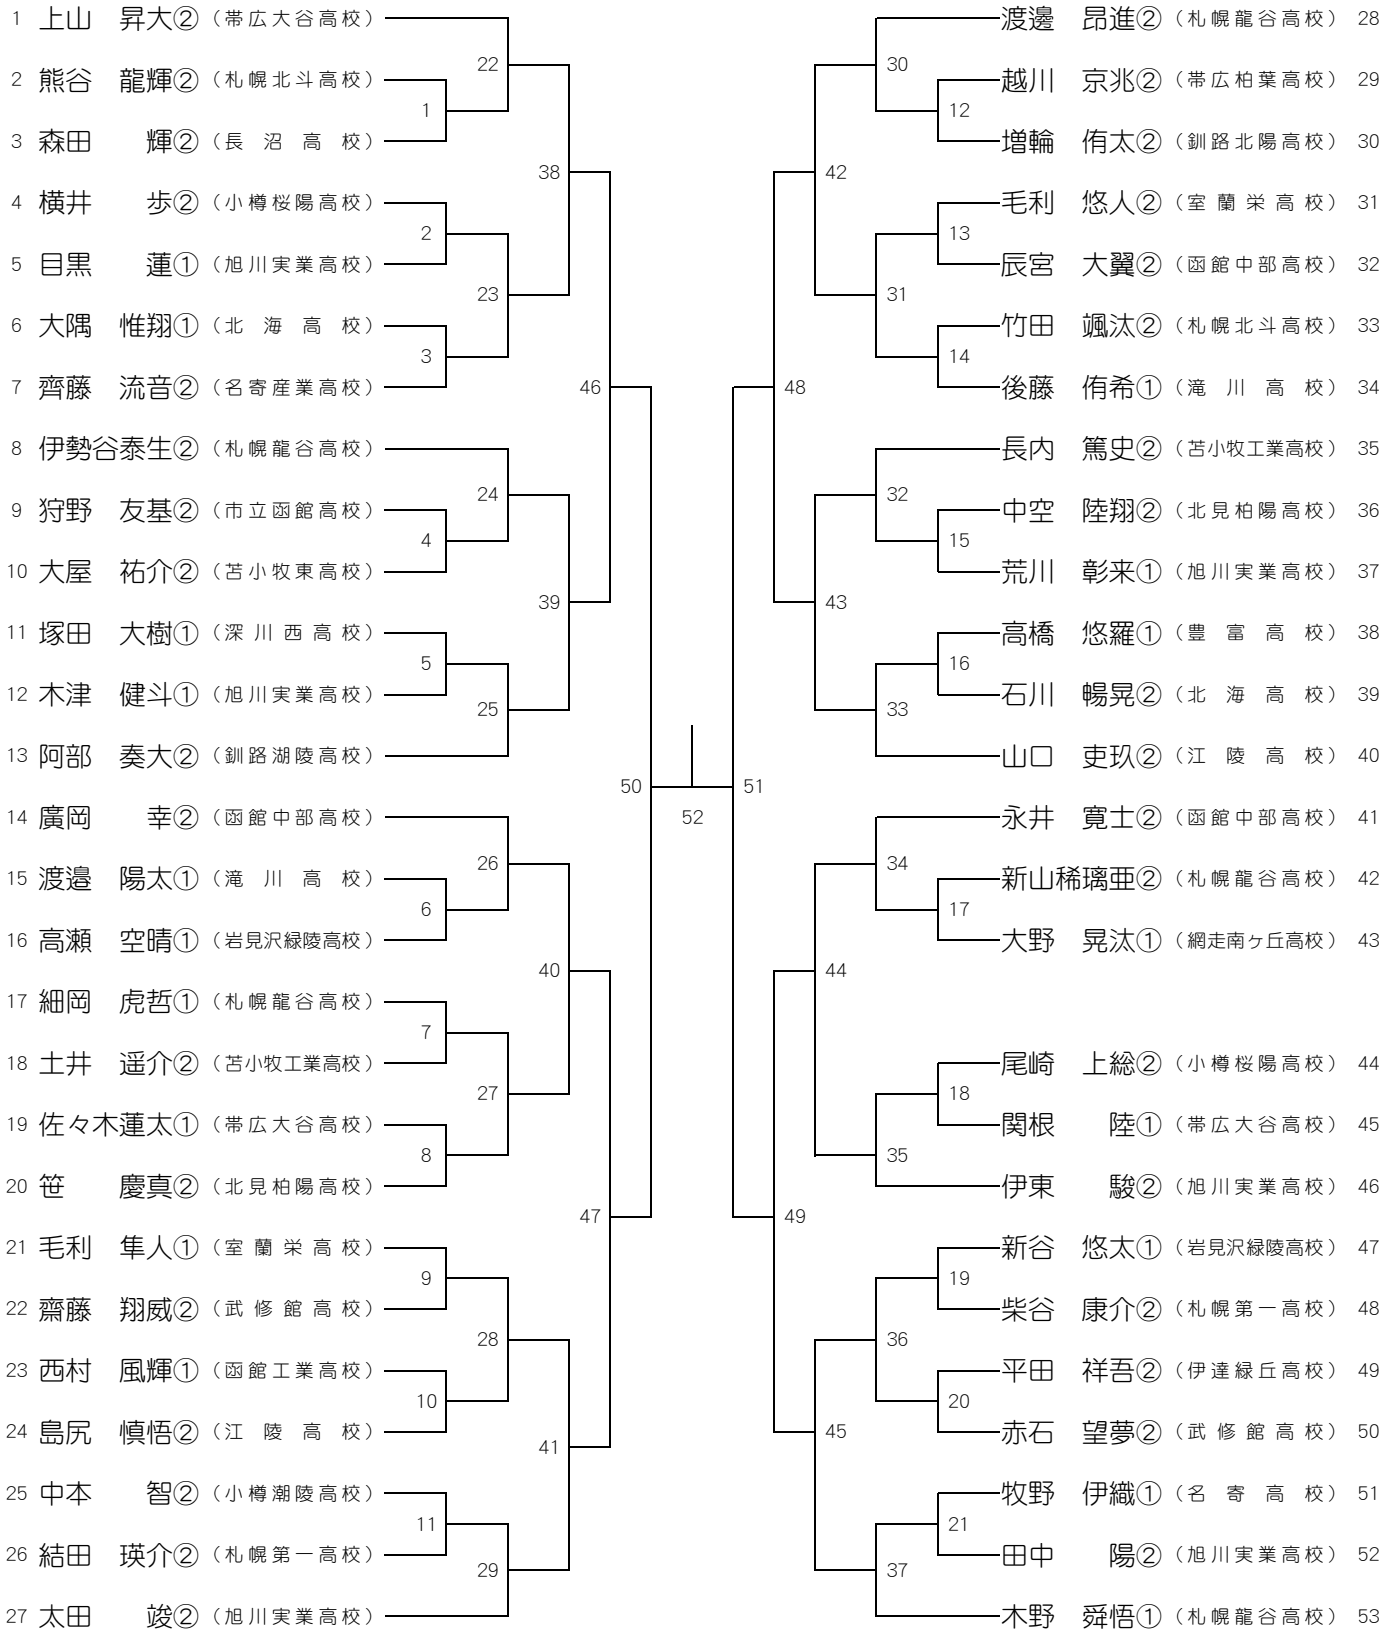 1 上山 昇大② （帯広大谷高校）
22
2 熊谷 龍輝② （札幌北斗高校）
1
3 森田 輝② （長沼高校）
38
4 横井 歩② （小樽桜陽高校）
2
5 目黒 蓮① （旭川実業高校）
23
6 大隅 惟翔① （北海高校）
3
7 齊藤 流音② （名寄産業高校）
46
8 伊勢谷泰生② （札幌龍谷高校）
24
9 狩野 友基② （市立函館高校）
4
10 大屋 祐介② （苫小牧東高校）
39
11 塚田 大樹① （深川西高校）
5
12 木津 健斗① （旭川実業高校）
25
13 阿部 奏大② （釧路湖陵高校）
50
14 廣岡 幸② （函館中部高校）
26
15 渡邉 陽太① （滝川高校）
6
16 高瀬 空晴① （岩見沢緑陵高校）
40
17 細岡 虎哲① （札幌龍谷高校）
7
18 土井 遥介② （苫小牧工業高校）
27
19 佐々木蓮太① （帯広大谷高校）
8
20 笹 慶真② （北見柏陽高校）
47
21 毛利 隼人① （室蘭栄高校）
9
22 齋藤 翔威② （武修館高校）
28
23 西村 風輝① （函館工業高校）
10
24 島尻 慎悟② （江陵高校）
41
25 中本 智② （小樽潮陵高校）
11
26 結田 瑛介② （札幌第一高校）
29
27 太田 竣② （旭川実業高校）
52
渡邊 昂進② （札幌龍谷高校） 28
30
越川 京兆② （帯広柏葉高校） 29
12
増輪 侑太② （釧路北陽高校） 30
42
毛利 悠人② （室蘭栄高校） 31
13
辰宮 大翼② （函館中部高校） 32
31
竹田 颯汰② （札幌北斗高校） 33
14
後藤 侑希① （滝川高校） 34
48
長内 篤史② （苫小牧工業高校） 35
32
中空 陸翔② （北見柏陽高校） 36
15
荒川 彰来① （旭川実業高校） 37
43
高橋 悠羅① （豊富高校） 38
16
石川 暢晃② （北海高校） 39
33
山口 吏玖② （江陵高校） 40
51
永井 寛士② （函館中部高校） 41
34
新山稀璃亜② （札幌龍谷高校） 42
17
大野 晃汰① （網走南ヶ丘高校） 43
44
尾崎 上総② （小樽桜陽高校） 44
18
関根 陸① （帯広大谷高校） 45
35
伊東 駿② （旭川実業高校） 46
49
新谷 悠太① （岩見沢緑陵高校） 47
19
柴谷 康介② （札幌第一高校） 48
36
平田 祥吾② （伊達緑丘高校） 49
20
赤石 望夢② （武修館高校） 50
45
牧野 伊織① （名寄高校） 51
21
田中 陽② （旭川実業高校） 52
37
木野 舜悟① （札幌龍谷高校） 53